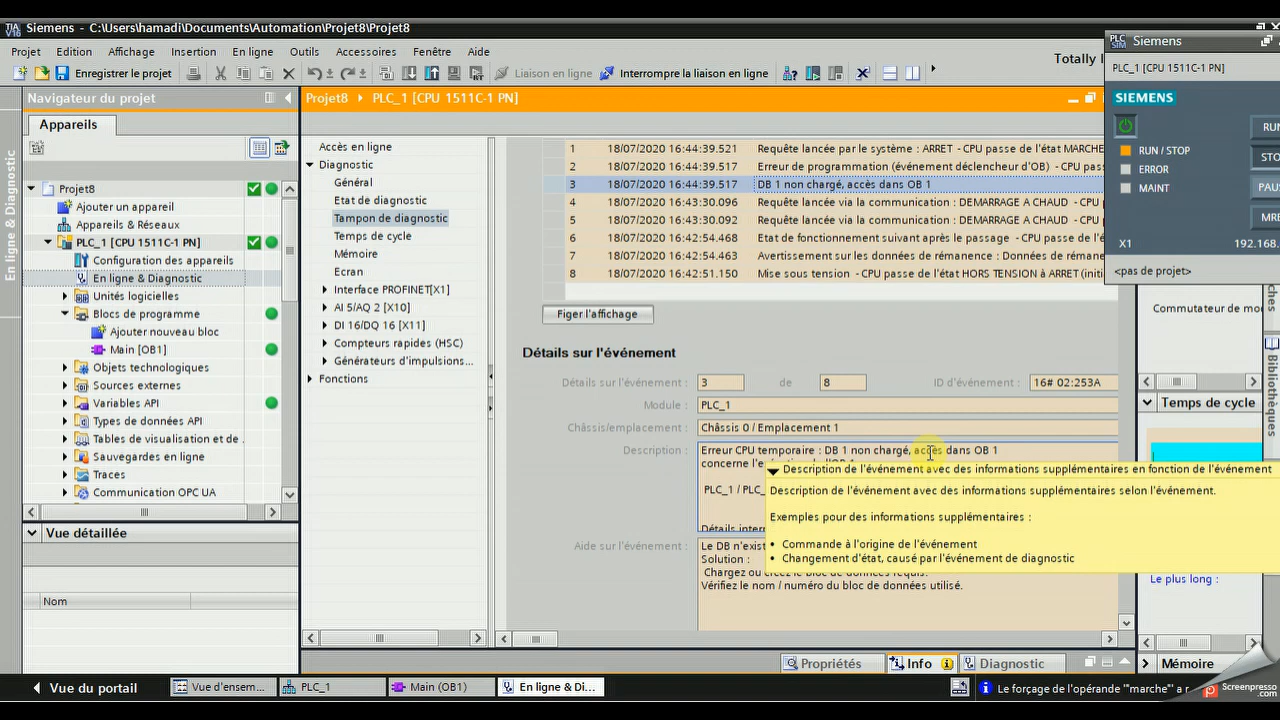 Siemens - C:\Users\hamadi\Documents\Automation\Projet8\Projet8
TIA
V16
Projet Edition Affichage Insertion En ligne Outils Accessoires Fenêtre Aide
Totally I
Enregistrer le projet
Liaison en ligne
Interrompre la liaison en ligne
Navigateur du projet
Appareils
En ligne & Diagnostic
Projet8
Ajouter un appareil
Appareils & Réseaux
PLC_1 [CPU 1511C-1 PN]
Configuration des appareils
En ligne & Diagnostic
Unités logicielles
Blocs de programme
Ajouter nouveau bloc
Main [OB1]
Objets technologiques
Sources externes
Variables API
Types de données API
Tables de visualisation et de .
Sauvegardes en ligne
Traces
Communication OPC UA
Vue détaillée
Nom
Projet8 PLC_1 [CPU 1511C-1 PN]
Accès en ligne
Diagnostic
Général
Etat de diagnostic
Tampon de diagnostic
Temps de cycle
Mémoire
Ecran
Interface PROFINET[X1]
AI 5/AQ 2 [X10]
DI 16/DQ 16 [X11]
Compteurs rapides (HSC)
Générateurs d'impulsions...
Fonctions
1 18/07/2020 16:44:39.521 Requête lancée par le système : ARRET - CPU passe de l'état MARCHE
2 18/07/2020 16:44:39.517 Erreur de programmation (événement déclencheur d'OB) - CPU passe
3 18/07/2020 16:44:39.517 DB 1 non chargé, accès dans OB 1
4 18/07/2020 16:44:30.096 Requête lancée via la communication : DEMARRAGE A CHAUD - CPU p
5 18/07/2020 16:44:30.092 Requête lancée via la communication : DEMARRAGE A CHAUD - CPU p
6 18/07/2020 16:42:54.468 Etat de fonctionnement suivant après le passage - CPU passe de l'é
7 18/07/2020 16:42:54.463 Avertissement sur les données de rémanence : Données de rémane
8 18/07/2020 16:42:51.150 Mise sous tension - CPU passe de l'état HORS TENSION à ARRET (initi
Figer l'affichage
Détails sur l'événement
Détails sur l'événement : 3 de 8 ID d'événement : 16# 02:253A
Module : PLC_1
Châssis/emplacement : Châssis 0 / Emplacement 1
Description : Erreur CPU temporaire : DB 1 non chargé, accès dans OB 1
concerne l'
PLC_1 / PLC_
Détails inter
Description de l'événement avec des informations supplémentaires en fonction de l'événement
Description de l'événement avec des informations supplémentaires selon l'événement.
Exemples pour des informations supplémentaires :
• Commande à l'origine de l'événement
• Changement d'état, causé par l'événement de diagnostic
Aide sur l'événement : Le DB n'exist
Solution :
Chargez ou créez le bloc de données requis.
Vérifiez le nom / numéro du bloc de données utilisé.
PLC
SIM
Siemens
PLC_1 [CPU 1511C-1 PN]
SIEMENS
RUN
RUN / STOP
STO
ERROR
MAINT
PAU
MRE
X1 192.168.
<pas de projet>
Commutateur de mo
Temps de cycle
Le plus long :
Mémoire
ches
Bibliothèques
Propriétés Info Diagnostic
Vue du portail
Vue d'ensem...
PLC_1
Main (OB1)
En ligne & Di...
Le forçage de l'opérande "marche" a r
Screenpresso
.com